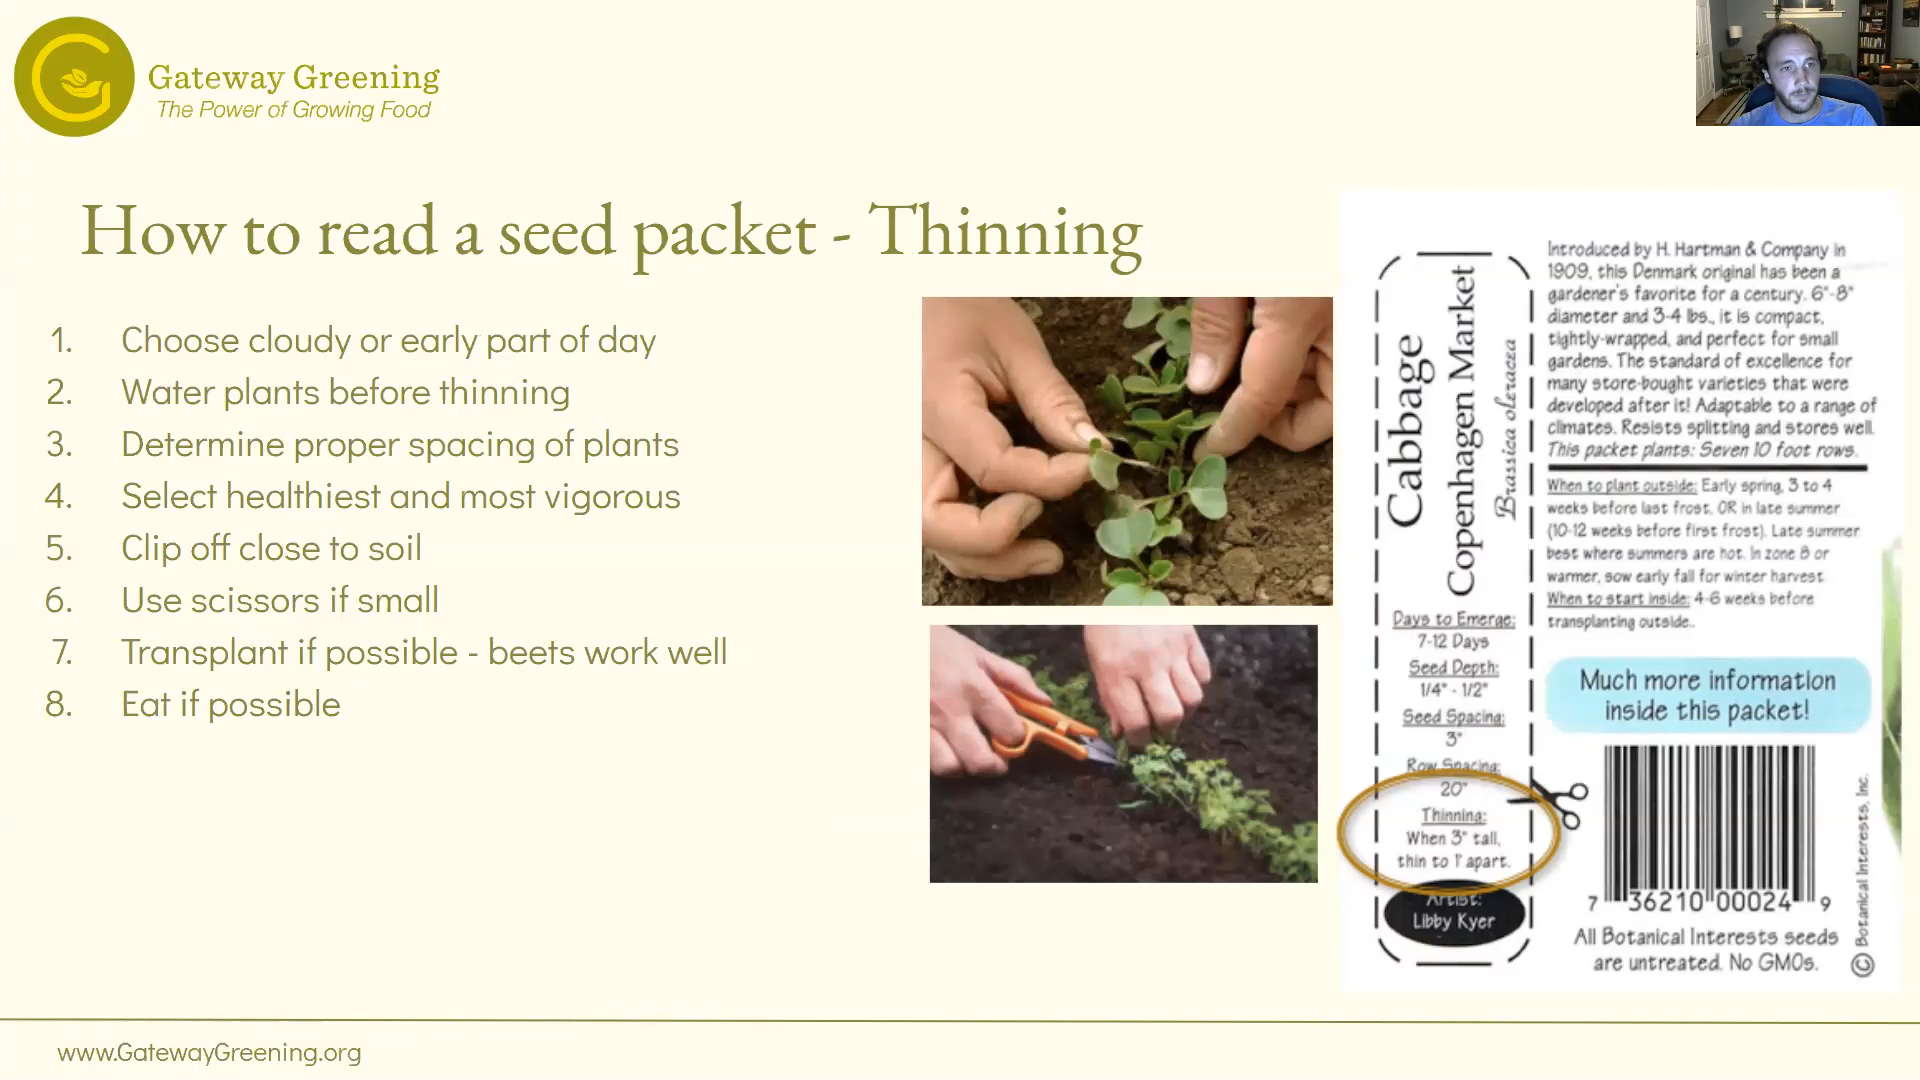 Gateway Greening
The Power of Growing Food
How to read a seed packet - Thinning
1. Choose cloudy or early part of day
2. Water plants before thinning
3. Determine proper spacing of plants
4. Select healthiest and most vigorous
5. Clip off close to soil
6. Use scissors if small
7. Transplant if possible - beets work well
8. Eat if possible
Cabbage
Copenhagen Market
Brassica oleracea
Days to Emerge:
7-12 Days
Seed Depth:
1/4" - 1/2"
Seed Spacing:
3"
Row Spacing:
20"
Thinning:
When 3" tall,
thin to 1' apart.
Artist:
Libby Kyer
Introduced by H. Hartman & Company in
1909, this Denmark original has been a
gardener's favorite for a century. 6"-8"
diameter and 3-4 lbs., it is compact,
tightly-wrapped, and perfect for small
gardens. The standard of excellence for
many store-bought varieties that were
developed after it! Adaptable to a range of
climates. Resists splitting and stores well.
This packet plants: Seven 10 foot rows.
When to plant outside: Early spring, 3 to 4
weeks before last frost, OR in late summer
(10-12 weeks before first frost). Late summer
best where summers are hot. In zone 8 or
warmer, sow early fall for winter harvest.
When to start inside: 4-6 weeks before
transplanting outside.
Much more information
inside this packet!
7 36210 00024 9
All Botanical Interests seeds
are untreated. No GMOs.
© Botanical Interests, Inc.
www.GatewayGreening.org